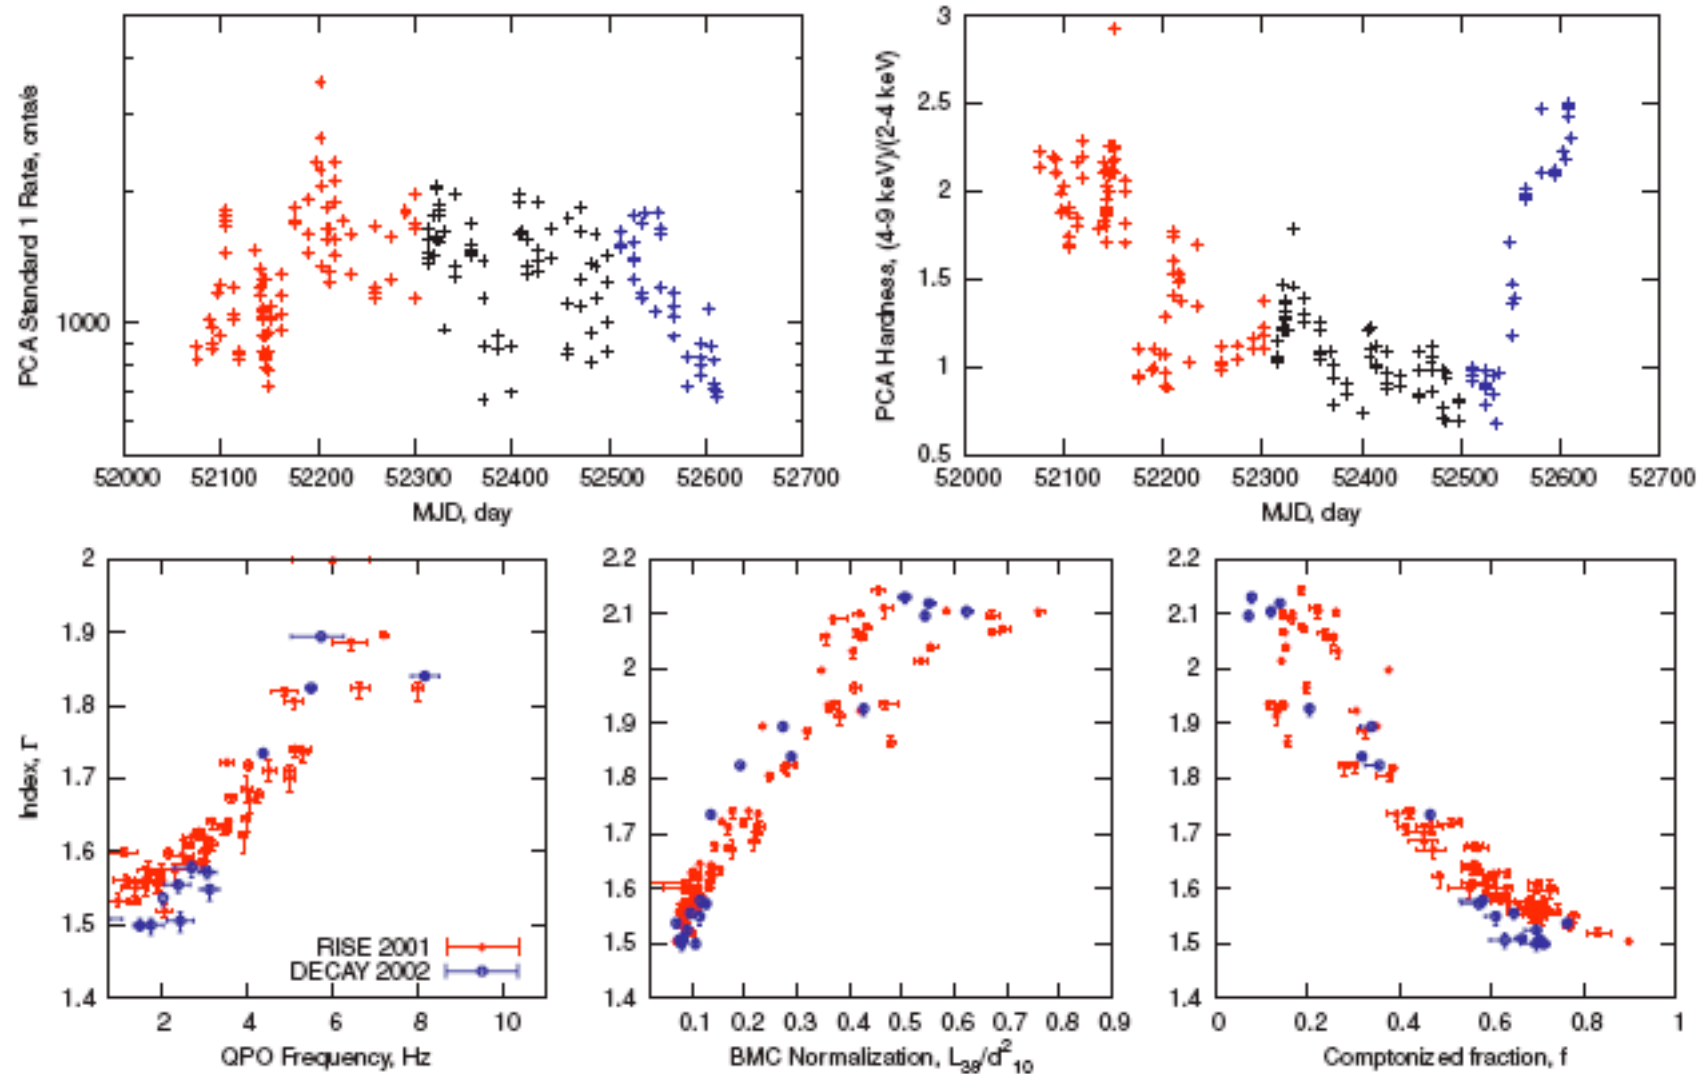 PCA Standard 1 Rate, cnts/s
1000
52000 52100 52200 52300 52400 52500 52600 52700
MJD, day
PCA Hardness, (4-9 keV)/(2-4 keV)
3
2.5
2
1.5
1
0.5
52000 52100 52200 52300 52400 52500 52600 52700
MJD, day
Index, Γ
2
1.9
1.8
1.7
1.6
1.5
1.4
RISE 2001
DECAY 2002
2 4 6 8 10
QPO Frequency, Hz
2.2
2.1
2
1.9
1.8
1.7
1.6
1.5
1.4
0.1 0.2 0.3 0.4 0.5 0.6 0.7 0.8 0.9
BMC Normalization, L39/d²10
2.2
2.1
2
1.9
1.8
1.7
1.6
1.5
1.4
0 0.2 0.4 0.6 0.8 1
Comptonized fraction, f